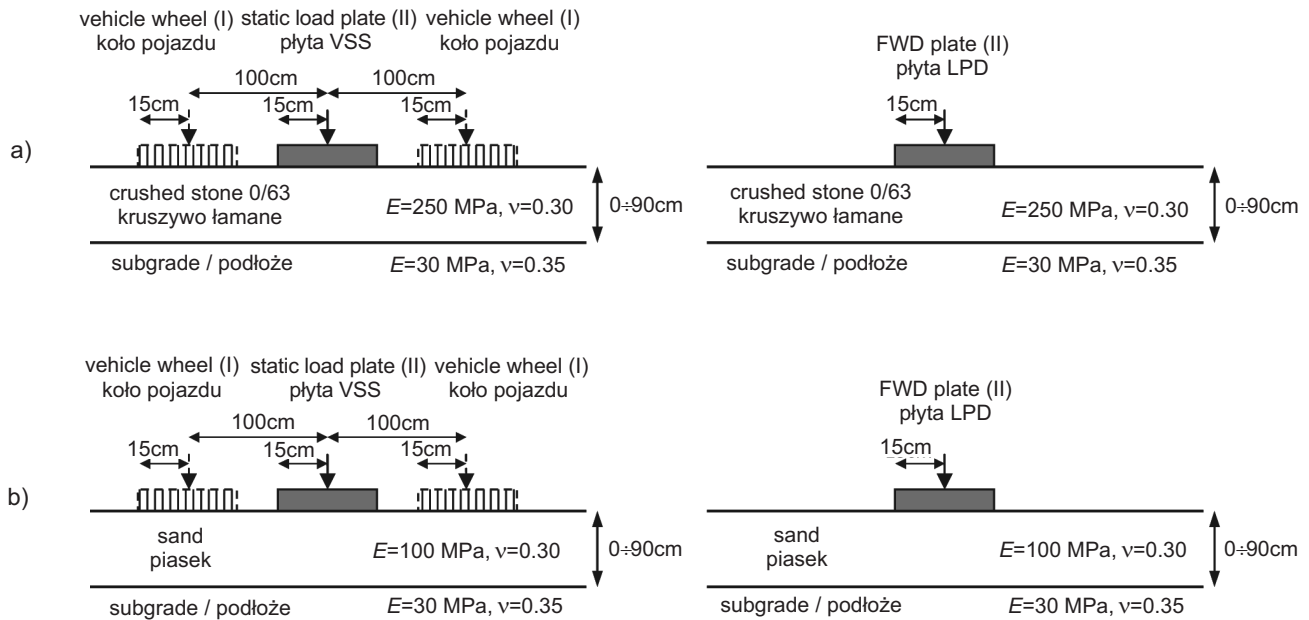 vehicle wheel (I) static load plate (II) vehicle wheel (I)
koło pojazdu płyta VSS koło pojazdu
100cm 100cm
15cm 15cm 15cm
a)
crushed stone 0/63
kruszywo łamane
E=250 MPa, ν=0.30
0÷90cm
subgrade / podłoże E=30 MPa, ν=0.35
FWD plate (II)
płyta LPD
15cm
crushed stone 0/63
kruszywo łamane
E=250 MPa, ν=0.30
0÷90cm
subgrade / podłoże E=30 MPa, ν=0.35
vehicle wheel (I) static load plate (II) vehicle wheel (I)
koło pojazdu płyta VSS koło pojazdu
100cm 100cm
15cm 15cm 15cm
b)
sand
piasek
E=100 MPa, ν=0.30
0÷90cm
subgrade / podłoże E=30 MPa, ν=0.35
FWD plate (II)
płyta LPD
15cm
sand
piasek
E=100 MPa, ν=0.30
0÷90cm
subgrade / podłoże E=30 MPa, ν=0.35